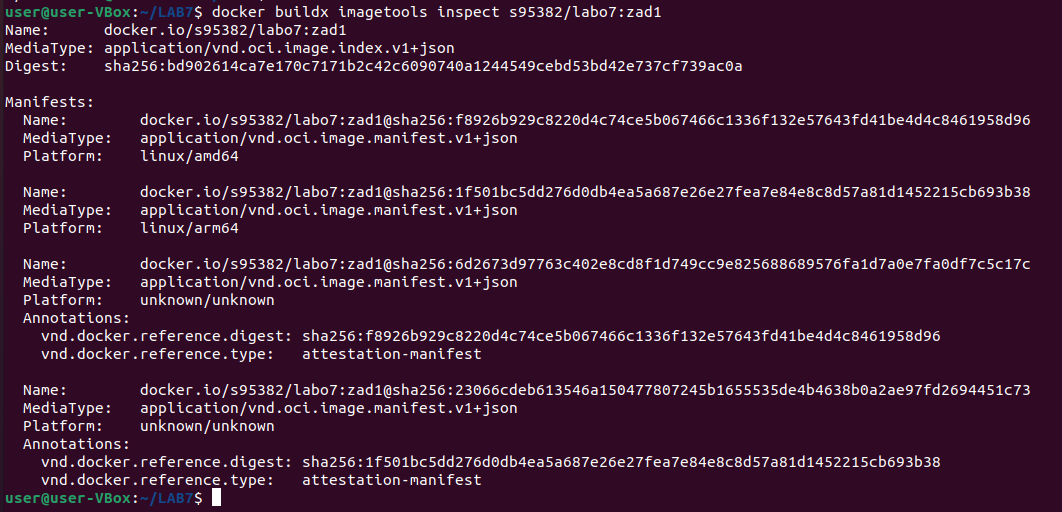 user@user-VBox:~/LAB7$ docker buildx imagetools inspect s95382/labo7:zad1
Name:      docker.io/s95382/labo7:zad1
MediaType: application/vnd.oci.image.index.v1+json
Digest:    sha256:bd902614ca7e170c7171b2c42c6090740a1244549cebd53bd42e737cf739ac0a

Manifests:
  Name:        docker.io/s95382/labo7:zad1@sha256:f8926b929c8220d4c74ce5b067466c1336f132e57643fd41be4d4c8461958d96
  MediaType:   application/vnd.oci.image.manifest.v1+json
  Platform:    linux/amd64

  Name:        docker.io/s95382/labo7:zad1@sha256:1f501bc5dd276d0db4ea5a687e26e27fea7e84e8c8d57a81d1452215cb693b38
  MediaType:   application/vnd.oci.image.manifest.v1+json
  Platform:    linux/arm64

  Name:        docker.io/s95382/labo7:zad1@sha256:6d2673d97763c402e8cd8f1d749cc9e825688689576fa1d7a0e7fa0df7c5c17c
  MediaType:   application/vnd.oci.image.manifest.v1+json
  Platform:    unknown/unknown
  Annotations:
    vnd.docker.reference.digest: sha256:f8926b929c8220d4c74ce5b067466c1336f132e57643fd41be4d4c8461958d96
    vnd.docker.reference.type:   attestation-manifest

  Name:        docker.io/s95382/labo7:zad1@sha256:23066cdeb613546a150477807245b1655535de4b4638b0a2ae97fd2694451c73
  MediaType:   application/vnd.oci.image.manifest.v1+json
  Platform:    unknown/unknown
  Annotations:
    vnd.docker.reference.digest: sha256:1f501bc5dd276d0db4ea5a687e26e27fea7e84e8c8d57a81d1452215cb693b38
    vnd.docker.reference.type:   attestation-manifest
user@user-VBox:~/LAB7$